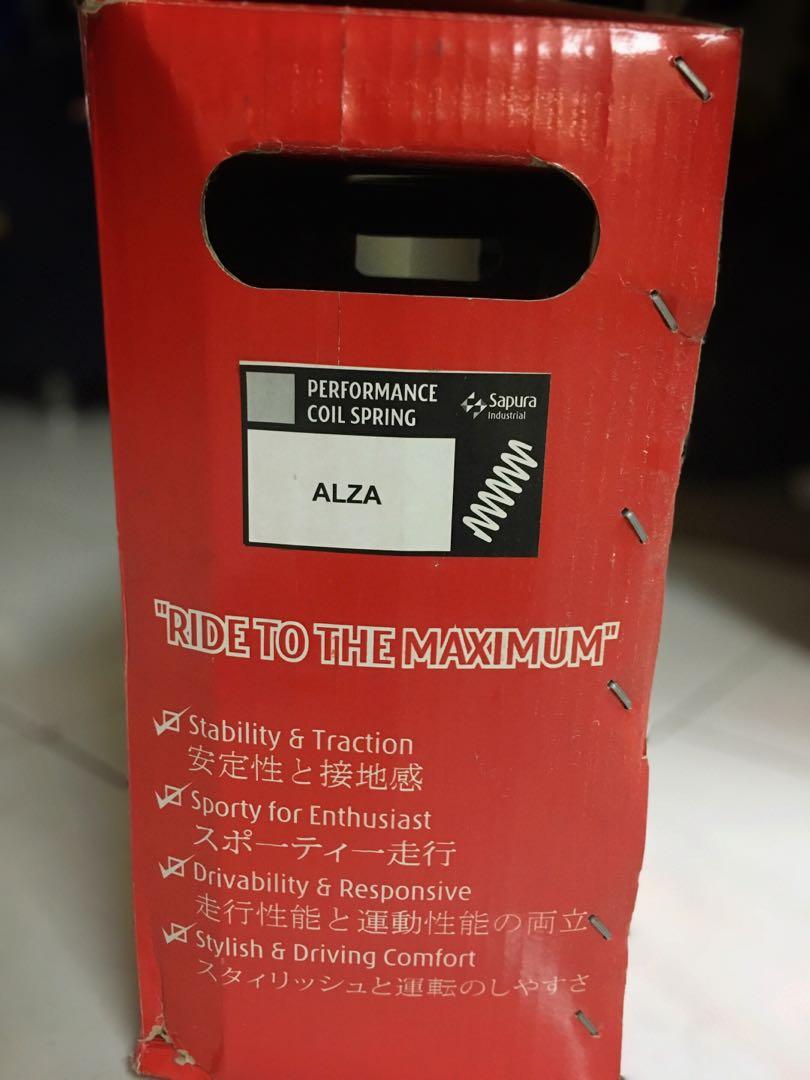 PERFORMANCE
COIL SPRING
Sapura
Industrial
ALZA
"RIDE TO THE MAXIMUM"
Stability & Traction
安定性と接地感
Sporty for Enthusiast
スポーティー走行
Drivability & Responsive
走行性能と運動性能の両立
Stylish & Driving Comfort
スタィリッシュと運転のしやすさ